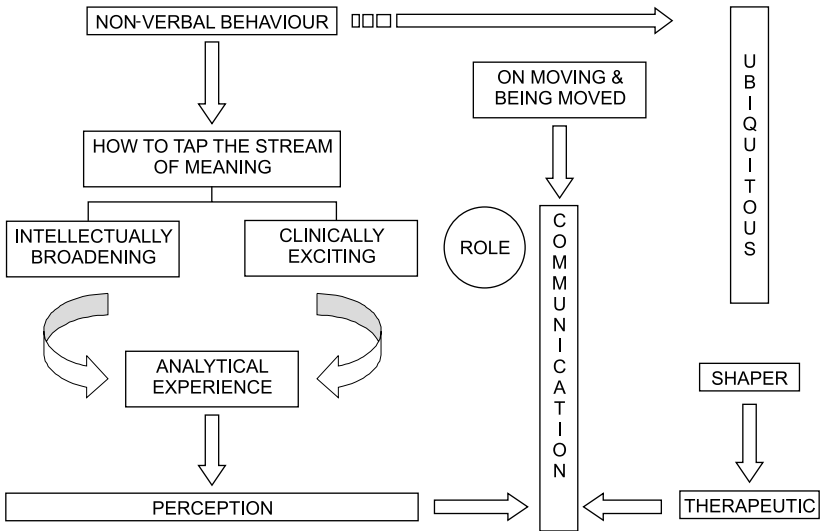 NON-VERBAL BEHAVIOUR
UBIQUITOUS
ON MOVING &
BEING MOVED
HOW TO TAP THE STREAM
OF MEANING
INTELLECTUALLY
BROADENING
CLINICALLY
EXCITING
ROLE
COMMUNICATION
ANALYTICAL
EXPERIENCE
SHAPER
PERCEPTION
THERAPEUTIC